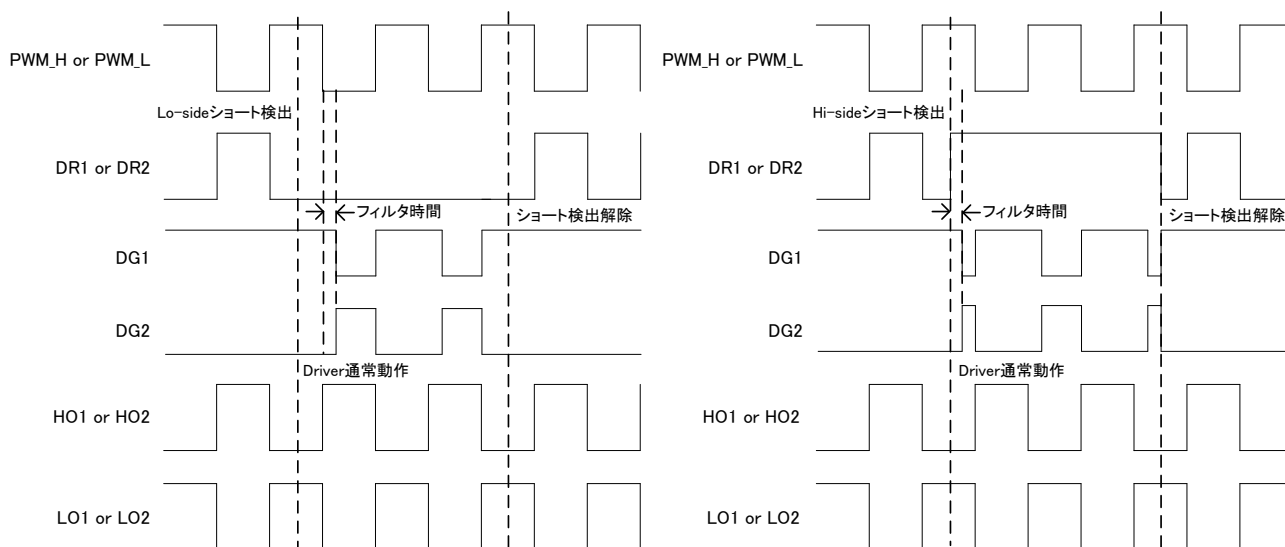 PWM_H or PWM_L
Lo-sideショート検出
DR1 or DR2
フィルタ時間
ショート検出解除
DG1
DG2
Driver通常動作
HO1 or HO2
LO1 or LO2
PWM_H or PWM_L
Hi-sideショート検出
DR1 or DR2
フィルタ時間
ショート検出解除
DG1
DG2
Driver通常動作
HO1 or HO2
LO1 or LO2